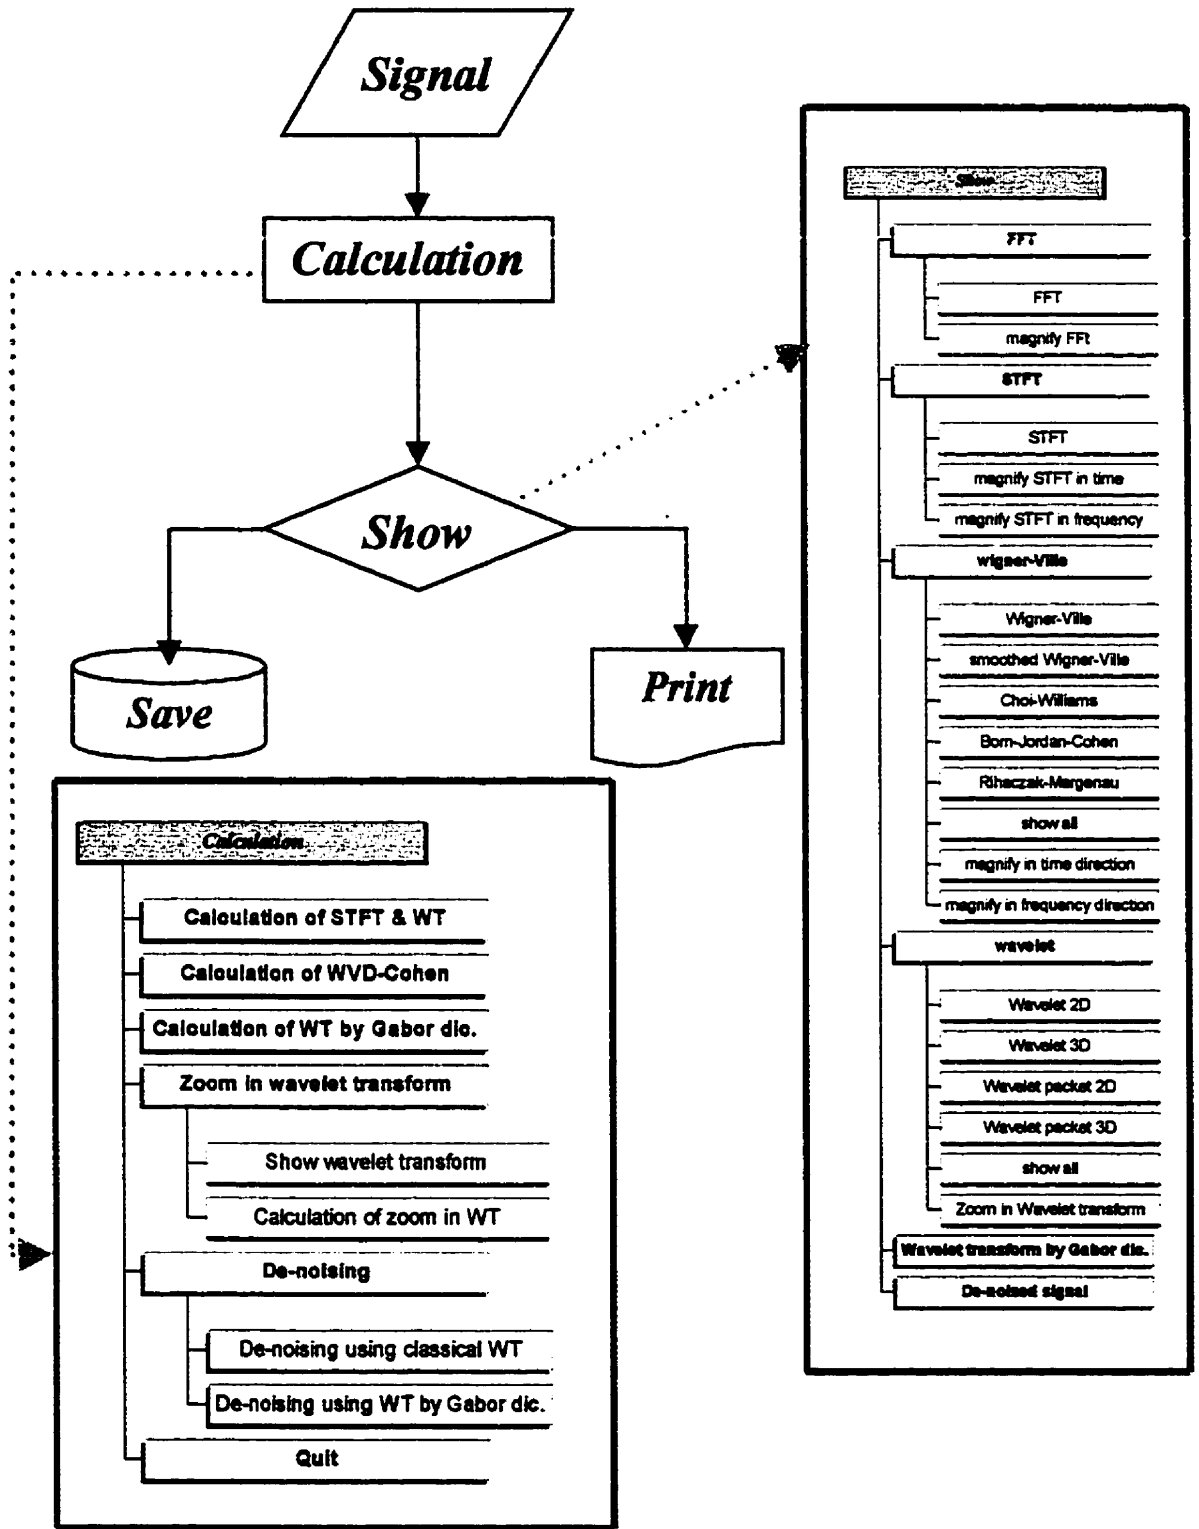 Signal
Calculation
Show
Save
Print
Calculation
Calculation of STFT & WT
Calculation of WVD-Cohen
Calculation of WT by Gabor dic.
Zoom in wavelet transform
Show wavelet transform
Calculation of zoom in WT
De-noising
De-noising using classical WT
De-noising using WT by Gabor dic.
Quit
Show
FFT
FFT
magnify FFt
STFT
STFT
magnify STFT in time
magnify STFT in frequency
wigner-Ville
Wigner-Ville
smoothed Wigner-Ville
Choi-Williams
Born-Jordan-Cohen
Rihaczak-Margenau
show all
magnify in time direction
magnify in frequency direction
wavelet
Wavelet 2D
Wavelet 3D
Wavelet packet 2D
Wavelet packet 3D
show all
Zoom in Wavelet transform
Wavelet transform by Gabor dic.
De-noised signal